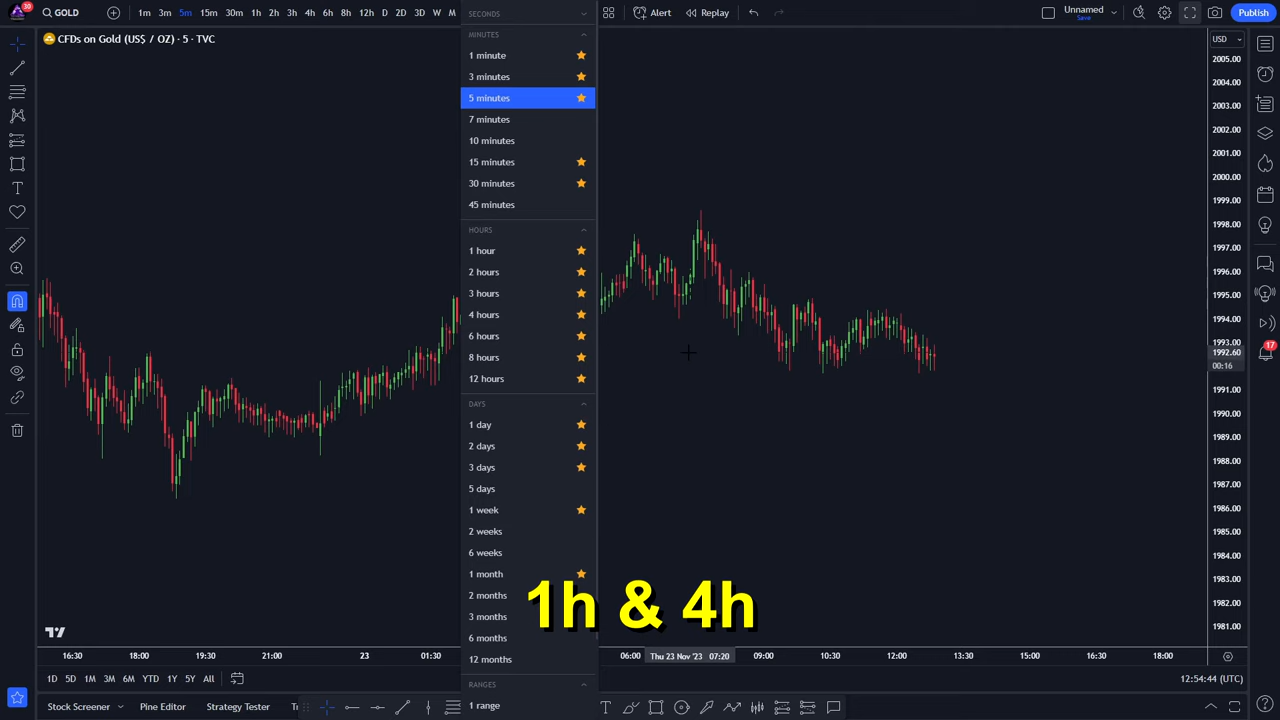 30
GOLD
1m 3m 5m 15m 30m 1h 2h 3h 4h 6h 8h 12h D 2D 3D W M
Alert
Replay
Unnamed
Save
Publish
CFDs on Gold (US$ / OZ) · 5 · TVC
SECONDS
MINUTES
1 minute
3 minutes
5 minutes
7 minutes
10 minutes
15 minutes
30 minutes
45 minutes
HOURS
1 hour
2 hours
3 hours
4 hours
6 hours
8 hours
12 hours
DAYS
1 day
2 days
3 days
5 days
1 week
2 weeks
6 weeks
1 month
2 months
3 months
6 months
12 months
RANGES
1 range
1h & 4h
USD
2005.00
2004.00
2003.00
2002.00
2001.00
2000.00
1999.00
1998.00
1997.00
1996.00
1995.00
1994.00
1993.00
1992.60
00:16
1991.00
1990.00
1989.00
1988.00
1987.00
1986.00
1985.00
1984.00
1983.00
1982.00
1981.00
17
16:30 18:00 19:30 21:00 23 01:30 06:00 Thu 23 Nov '23 07:20 09:00 10:30 12:00 13:30 15:00 16:30 18:00
1D 5D 1M 3M 6M YTD 1Y 5Y All
12:54:44 (UTC)
Stock Screener Pine Editor Strategy Tester